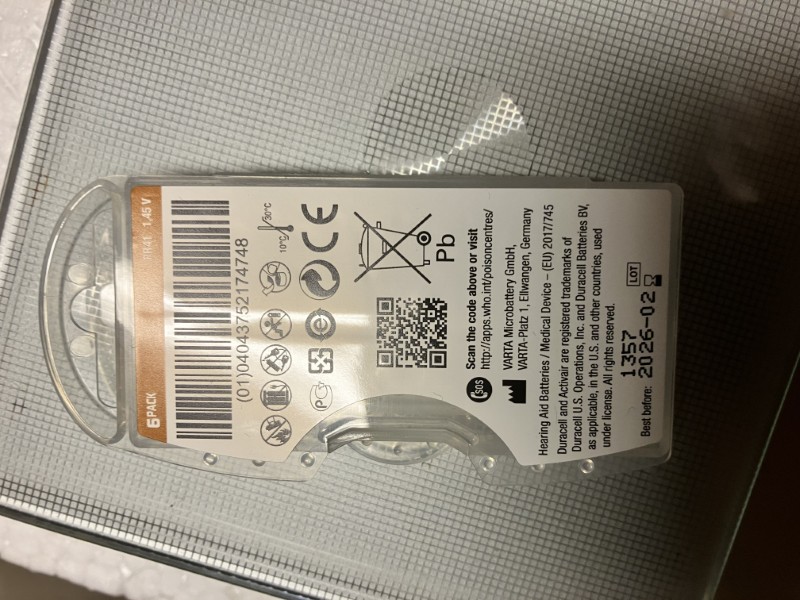 6 PACK
PR41 1,45 V
(01)04043752174748
10°C
30°C
CE
Pb
SOS
Scan the code above or visit
http://apps.who.int/poisoncentres/
VARTA Microbattery GmbH,
VARTA-Platz 1, Ellwangen, Germany
Hearing Aid Batteries / Medical Device – (EU) 2017/745
Duracell and Activair are registered trademarks of
Duracell U.S. Operations, Inc. and Duracell Batteries BV,
as applicable, in the U.S. and other countries, used
under license. All rights reserved.
LOT
1357
Best before: 2026-02